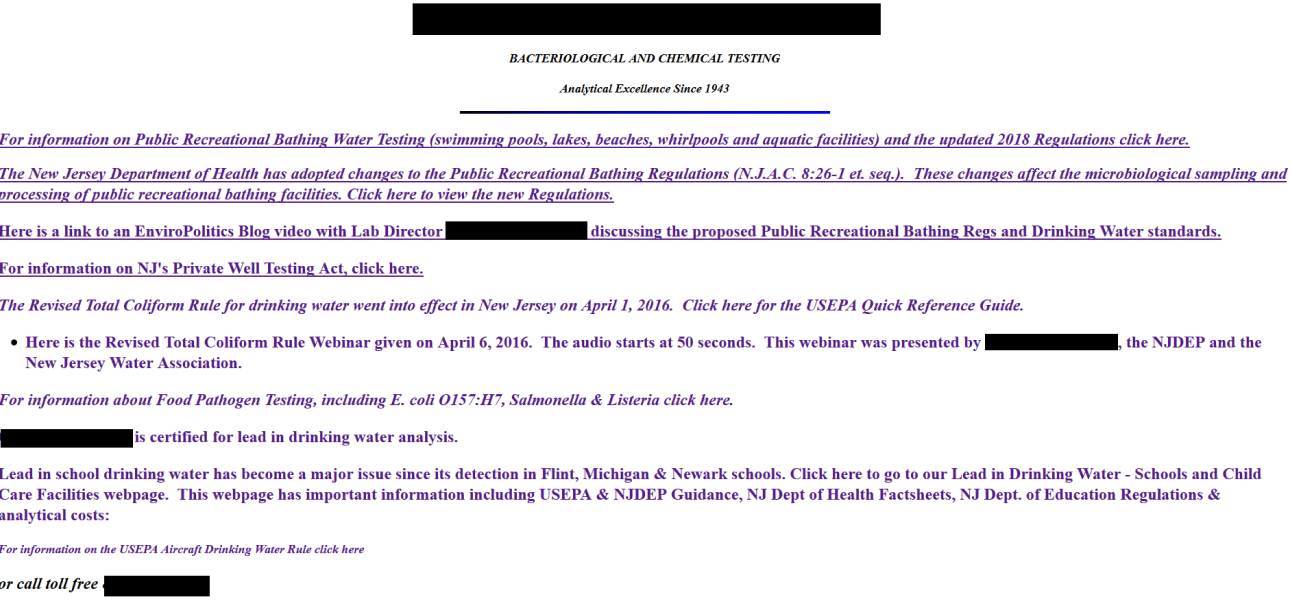 BACTERIOLOGICAL AND CHEMICAL TESTING
Analytical Excellence Since 1943
For information on Public Recreational Bathing Water Testing (swimming pools, lakes, beaches, whirlpools and aquatic facilities) and the updated 2018 Regulations click here.
The New Jersey Department of Health has adopted changes to the Public Recreational Bathing Regulations (N.J.A.C. 8:26-1 et. seq.).  These changes affect the microbiological sampling and
processing of public recreational bathing facilities. Click here to view the new Regulations.
Here is a link to an EnviroPolitics Blog video with Lab Director discussing the proposed Public Recreational Bathing Regs and Drinking Water standards.
For information on NJ's Private Well Testing Act, click here.
The Revised Total Coliform Rule for drinking water went into effect in New Jersey on April 1, 2016.  Click here for the USEPA Quick Reference Guide.
• Here is the Revised Total Coliform Rule Webinar given on April 6, 2016.  The audio starts at 50 seconds.  This webinar was presented by , the NJDEP and the
New Jersey Water Association.
For information about Food Pathogen Testing, including E. coli O157:H7, Salmonella & Listeria click here.
is certified for lead in drinking water analysis.
Lead in school drinking water has become a major issue since its detection in Flint, Michigan & Newark schools. Click here to go to our Lead in Drinking Water - Schools and Child
Care Facilities webpage.  This webpage has important information including USEPA & NJDEP Guidance, NJ Dept of Health Factsheets, NJ Dept. of Education Regulations &
analytical costs:
For information on the USEPA Aircraft Drinking Water Rule click here
or call toll free